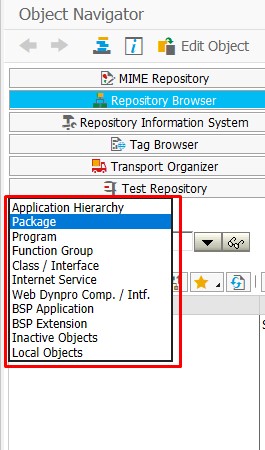 Object Navigator
Edit Object
MIME Repository
Repository Browser
Repository Information System
Tag Browser
Transport Organizer
Test Repository
Application Hierarchy
Package
Program
Function Group
Class / Interface
Internet Service
Web Dynpro Comp. / Intf.
BSP Application
BSP Extension
Inactive Objects
Local Objects